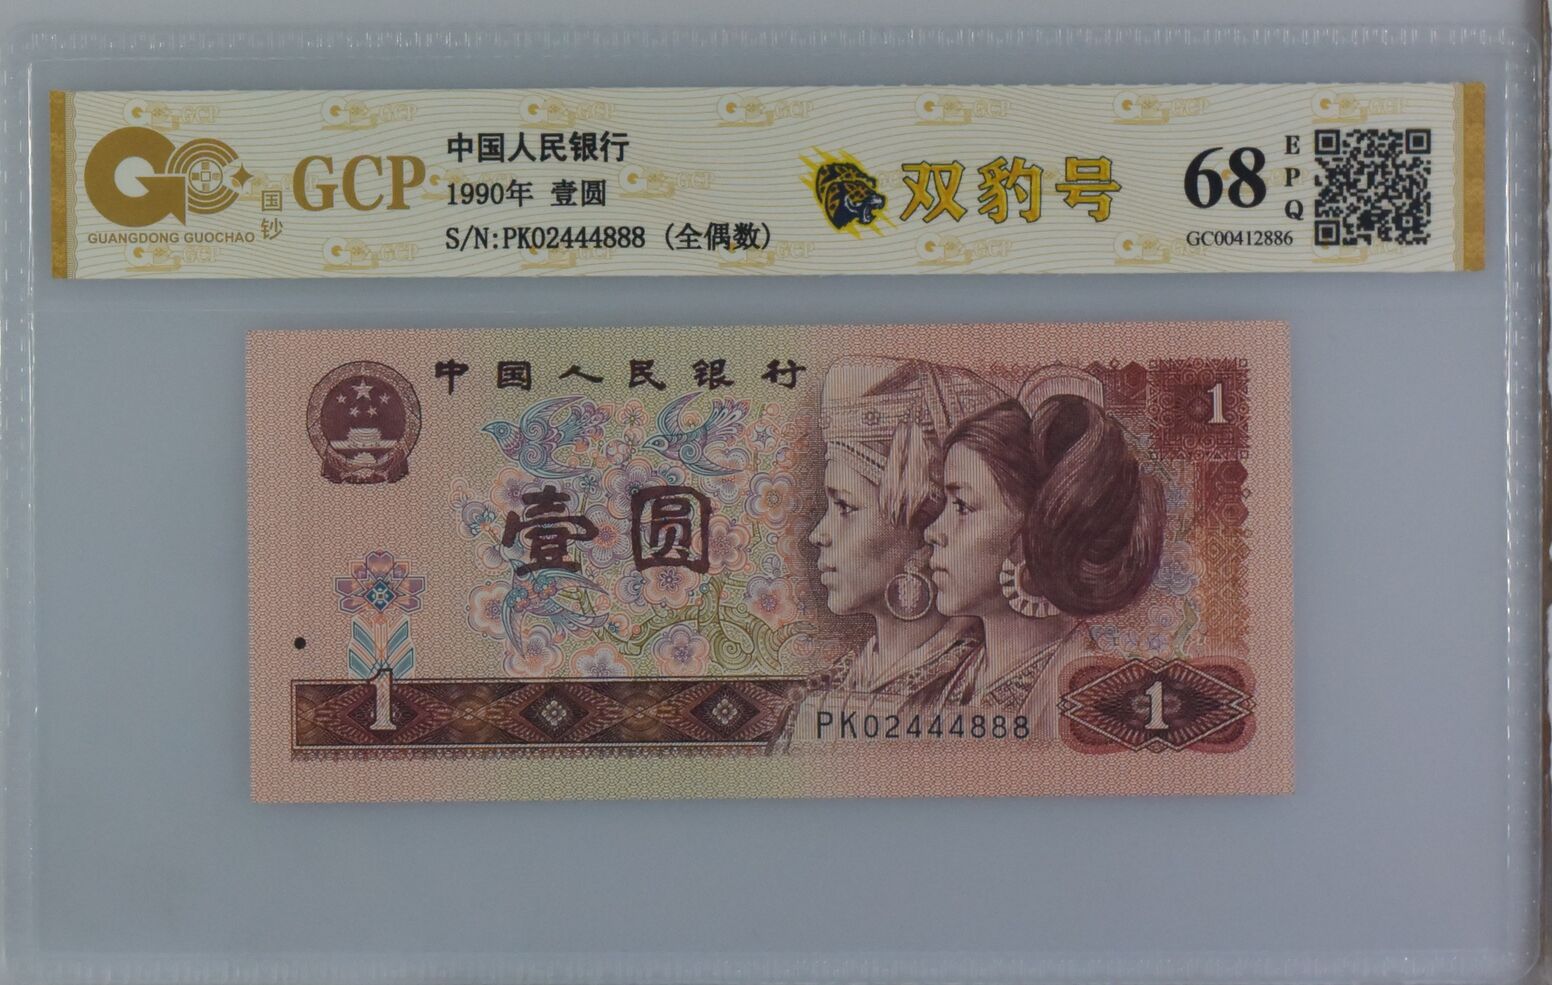 GUANGDONG GUOCHAO
国钞
GCP
中国人民银行
1990年 壹圆
S/N:PK02444888 (全偶数)
双豹号
68
EPQ
GC00412886
中国人民银行
1
壹圆
1
PK02444888
1